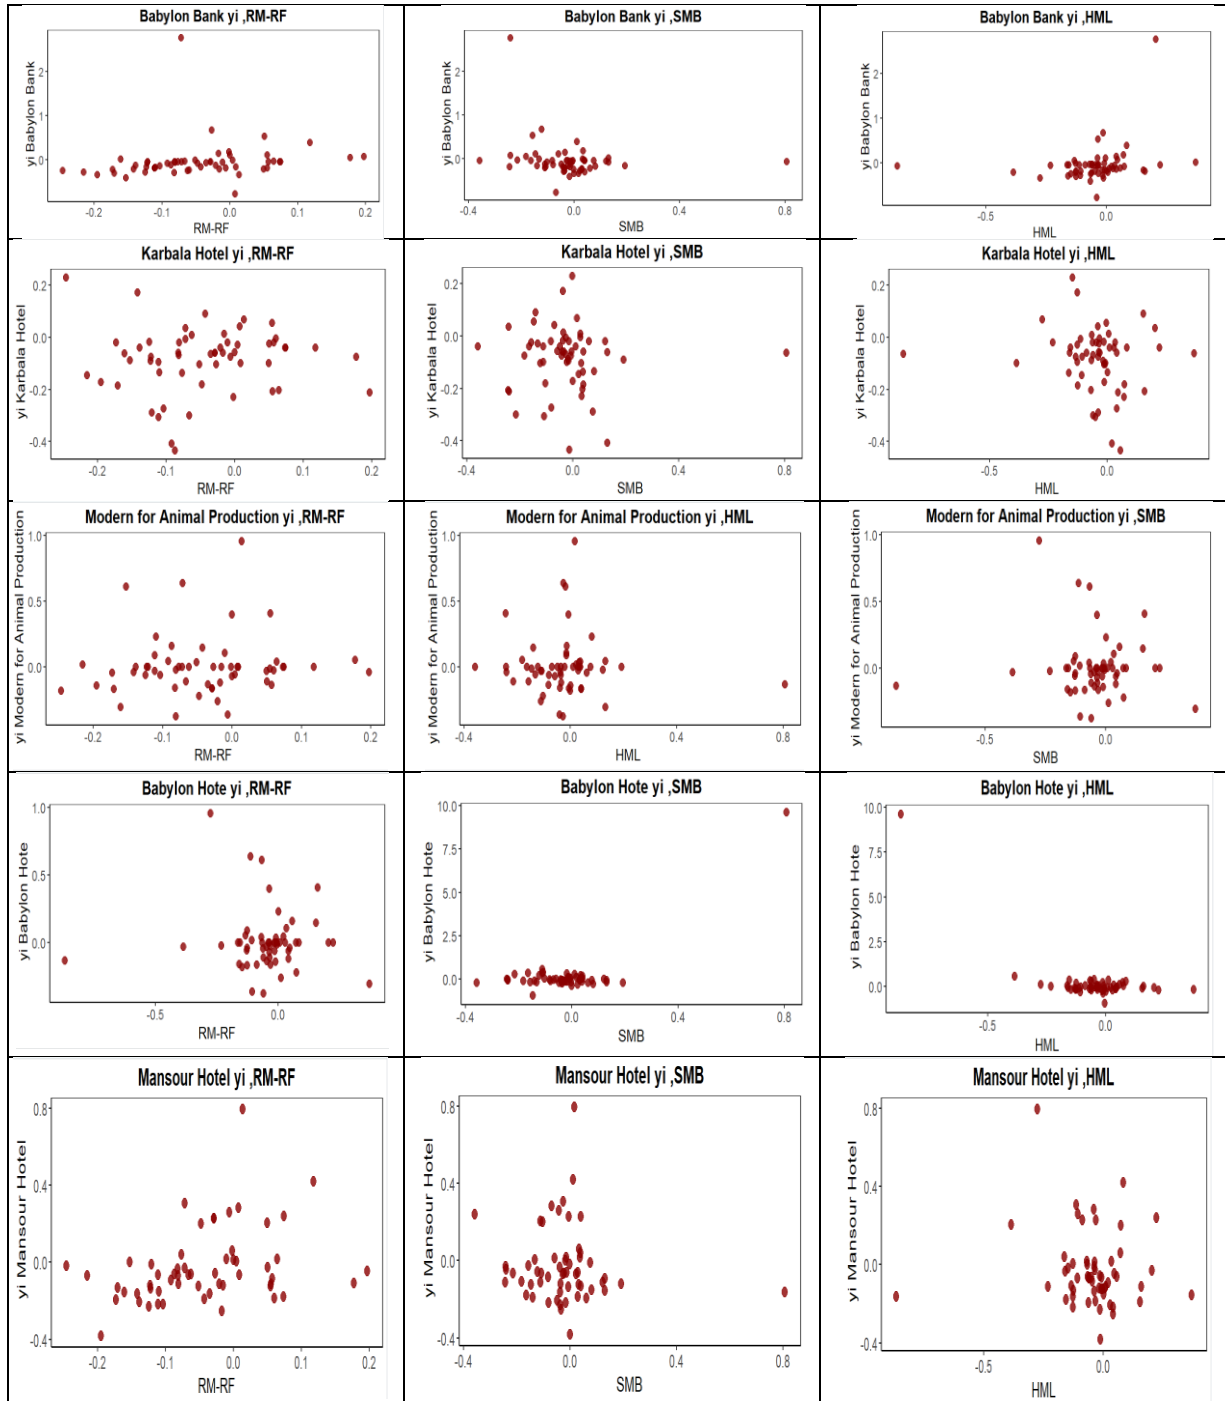 Babylon Bank yi ,RM-RF
yi Babylon Bank
2
1
0
-0.2 -0.1 0.0 0.1 0.2
RM-RF
Babylon Bank yi ,SMB
yi Babylon Bank
2
1
0
-0.4 0.0 0.4 0.8
SMB
Babylon Bank yi ,HML
yi Babylon Bank
2
1
0
-0.5 0.0
HML
Karbala Hotel yi ,RM-RF
yi Karbala Hotel
0.2
0.0
-0.2
-0.4
-0.2 -0.1 0.0 0.1 0.2
RM-RF
Karbala Hotel yi ,SMB
yi Karbala Hotel
0.2
0.0
-0.2
-0.4
-0.4 0.0 0.4 0.8
SMB
Karbala Hotel yi ,HML
yi Karbala Hotel
0.2
0.0
-0.2
-0.4
-0.5 0.0
HML
Modern for Animal Production yi ,RM-RF
yi Modern for Animal Production
1.0
0.5
0.0
-0.2 -0.1 0.0 0.1 0.2
RM-RF
Modern for Animal Production yi ,HML
yi Modern for Animal Production
1.0
0.5
0.0
-0.4 0.0 0.4 0.8
HML
Modern for Animal Production yi ,SMB
yi Modern for Animal Production
1.0
0.5
0.0
-0.5 0.0
SMB
Babylon Hote yi ,RM-RF
yi Babylon Hote
1.0
0.5
0.0
-0.5 0.0
RM-RF
Babylon Hote yi ,SMB
yi Babylon Hote
10.0
7.5
5.0
2.5
0.0
-0.4 0.0 0.4 0.8
SMB
Babylon Hote yi ,HML
yi Babylon Hote
10.0
7.5
5.0
2.5
0.0
-0.5 0.0
HML
Mansour Hotel yi ,RM-RF
yi Mansour Hotel
0.8
0.4
0.0
-0.4
-0.2 -0.1 0.0 0.1 0.2
RM-RF
Mansour Hotel yi ,SMB
yi Mansour Hotel
0.8
0.4
0.0
-0.4
-0.4 0.0 0.4 0.8
SMB
Mansour Hotel yi ,HML
yi Mansour Hotel
0.8
0.4
0.0
-0.4
-0.5 0.0
HML